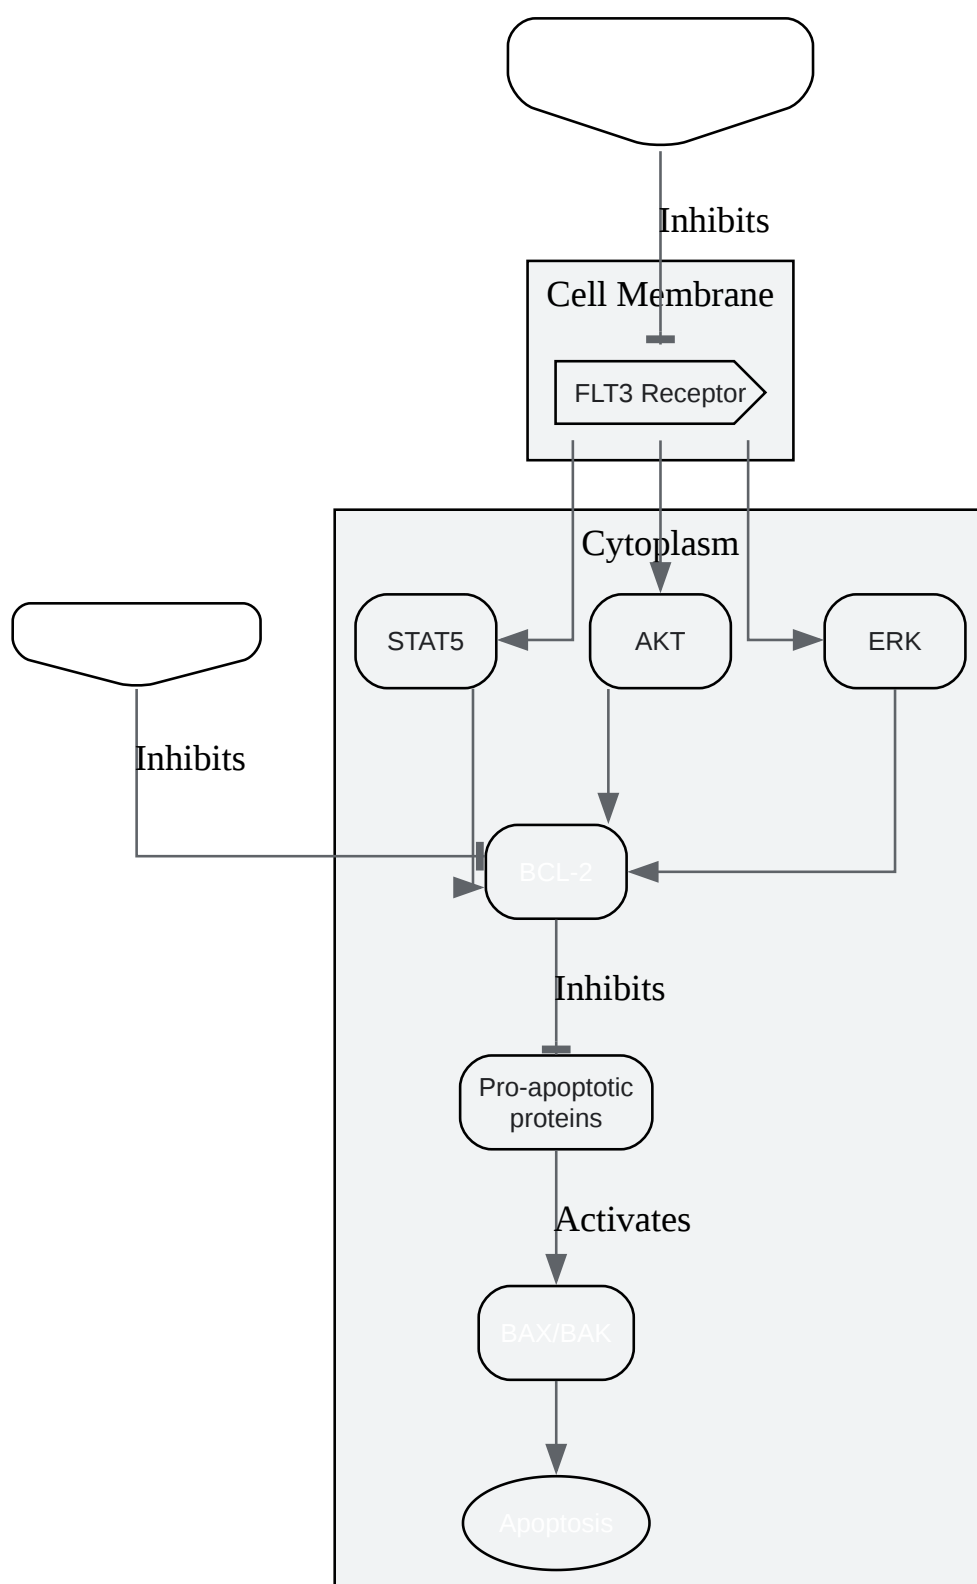 Inhibits
Cell Membrane
FLT3 Receptor
Cytoplasm
STAT5
AKT
ERK
Inhibits
BCL-2
Inhibits
Pro-apoptotic
proteins
Activates
BAX/BAK
Apoptosis